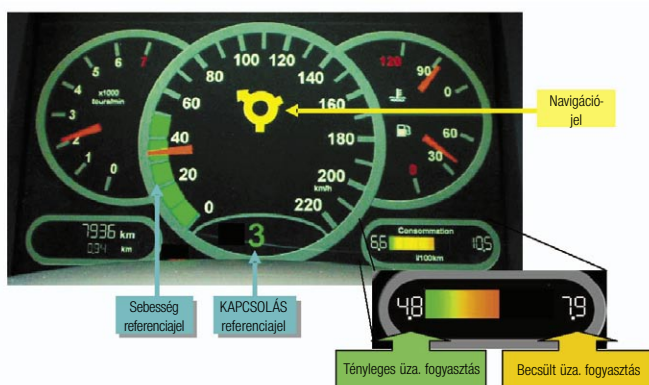 x1000
tours/min
0
1
2
3
4
5
6
7
0
20
40
60
80
100
120
140
160
180
200
220
km/h
120
90
0
60
30
0
7936 km
0.34 km
3
Consommation
6.6
10.5
l/100km
4.8
7.9
Navigáció-
jel
Sebesség
referenciajel
KAPCSOLÁS
referenciajel
Tényleges üza. fogyasztás
Becsült üza. fogyasztás